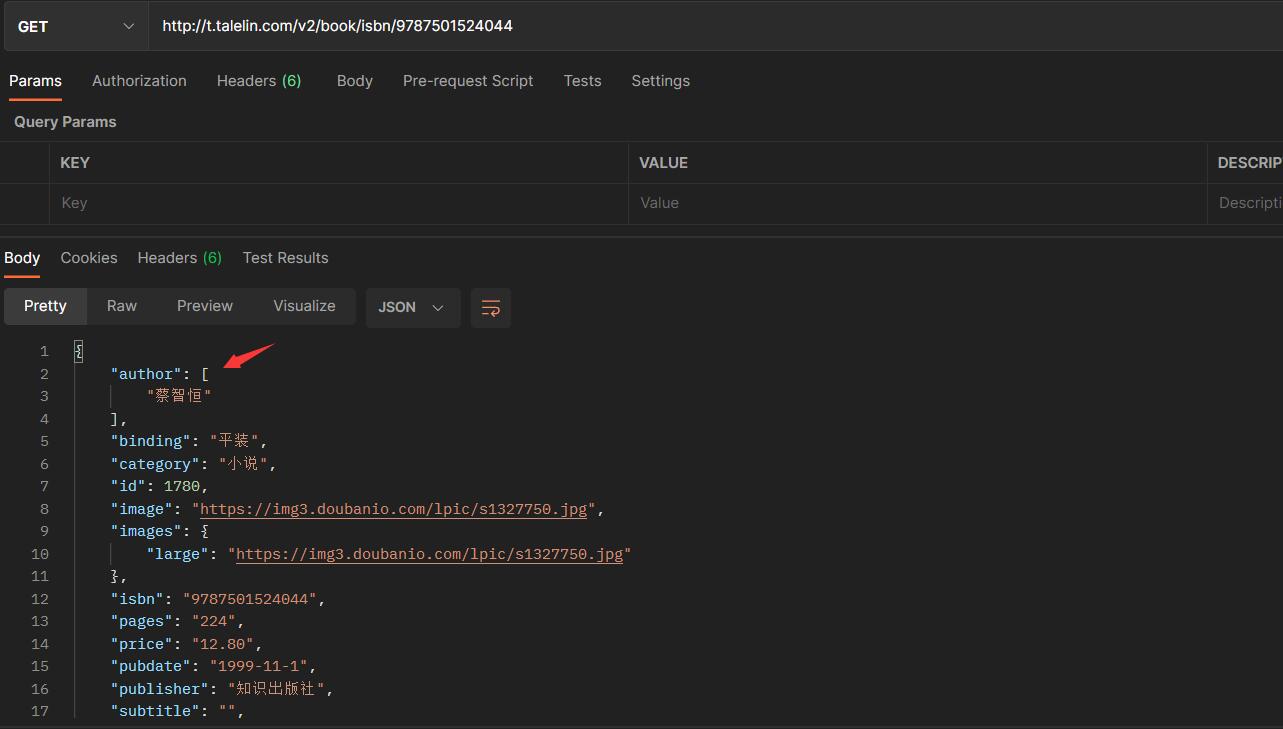 GET http://t.talelin.com/v2/book/isbn/9787501524044
Params Authorization Headers (6) Body Pre-request Script Tests Settings
Query Params
KEY VALUE DESCRIP
Key Value Descripti
Body Cookies Headers (6) Test Results
Pretty Raw Preview Visualize JSON
1 {
2 "author": [
3 "蔡智恒"
4 ],
5 "binding": "平装",
6 "category": "小说",
7 "id": 1780,
8 "image": "https://img3.doubanio.com/lpic/s1327750.jpg",
9 "images": {
10 "large": "https://img3.doubanio.com/lpic/s1327750.jpg"
11 },
12 "isbn": "9787501524044",
13 "pages": "224",
14 "price": "12.80",
15 "pubdate": "1999-11-1",
16 "publisher": "知识出版社",
17 "subtitle": "",